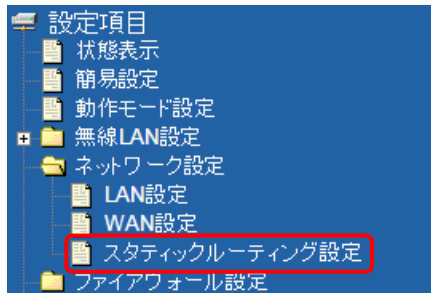 設定項目
状態表示
簡易設定
動作モード設定
無線LAN設定
ネットワーク設定
LAN設定
WAN設定
スタティックルーティング設定
ファイアウォール設定